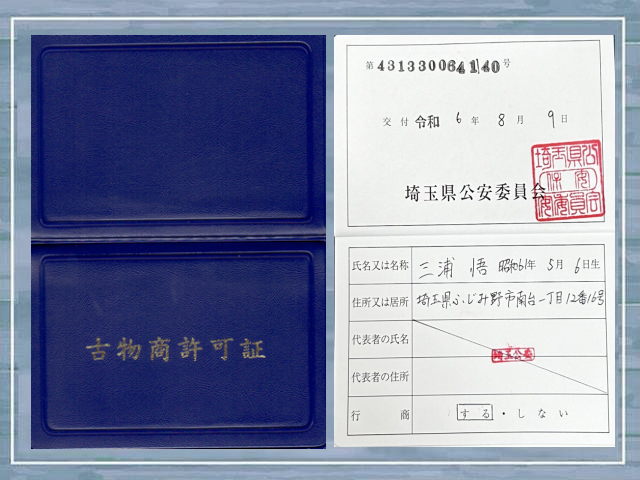 古物商許可証
第431330064140号
交付 令和 6年 8月 9日
埼玉県公安委員会
氏名又は名称 三浦 悟 昭和61年 5月 6日生
住所又は居所 埼玉県ふじみ野市南台一丁目12番16号
代表者の氏名
埼玉公安
代表者の住所
行商 する・しない